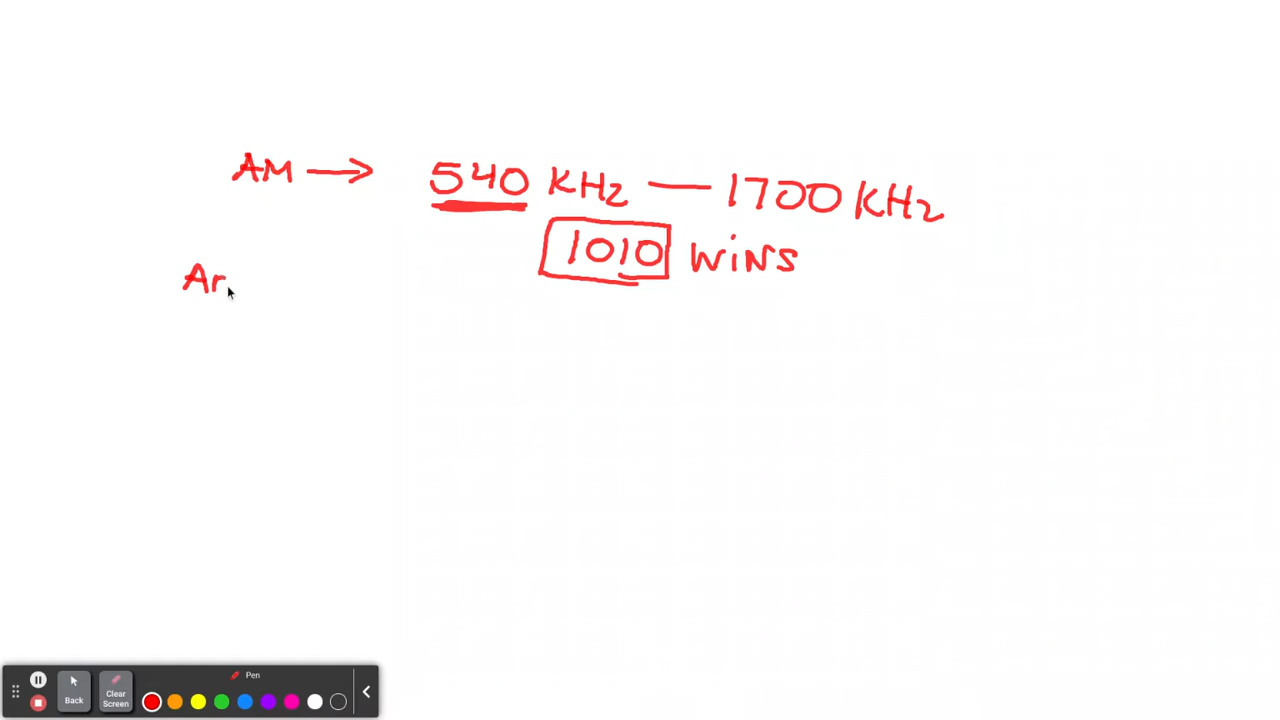 AM → 540 KHz — 1700 KHz
1010 WINS
Ar
Pen
Back
Clear
Screen